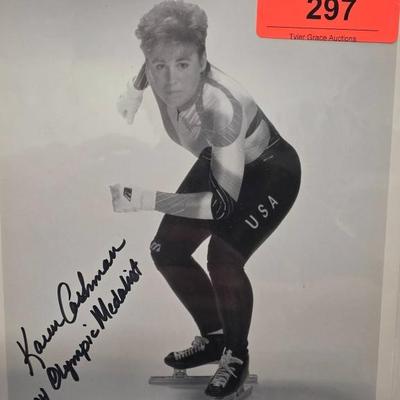 297
Tyler Grace Auctions
USA
Karen Cashman
Olympic Medalist